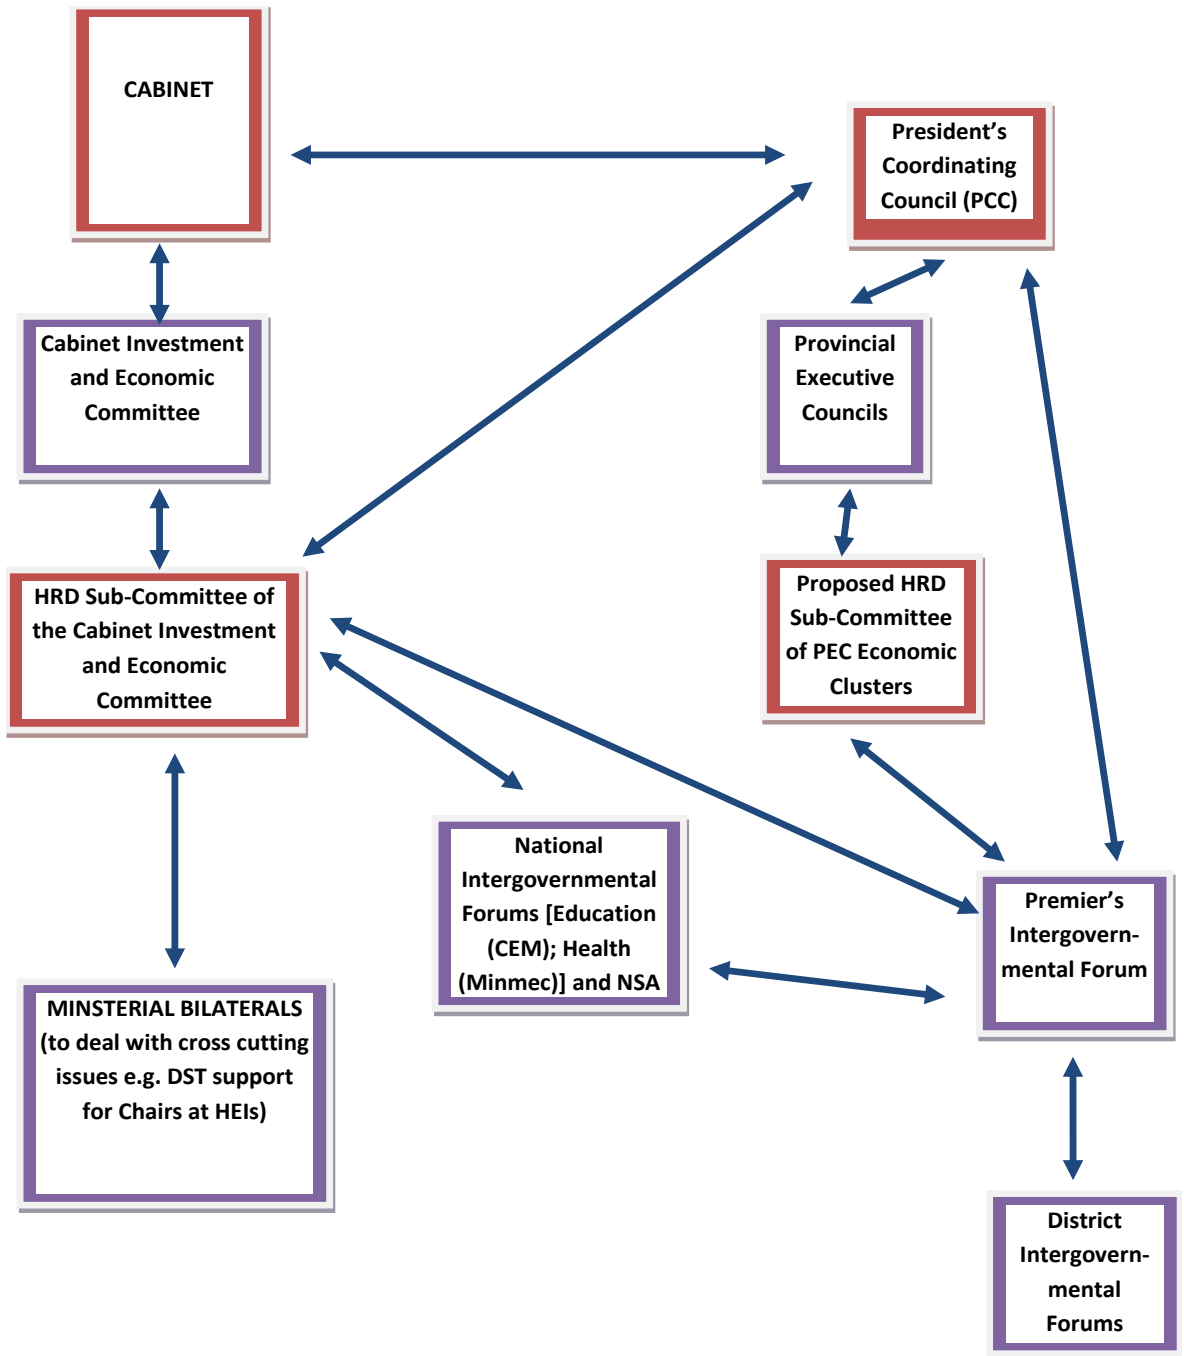 CABINET
President’s
Coordinating
Council (PCC)
Cabinet Investment
and Economic
Committee
Provincial
Executive
Councils
HRD Sub-Committee of
the Cabinet Investment
and Economic
Committee
Proposed HRD
Sub-Committee
of PEC Economic
Clusters
National
Intergovernmental
Forums [Education
(CEM); Health
(Minmec)] and NSA
Premier’s
Intergovern-
mental Forum
MINSTERIAL BILATERALS
(to deal with cross cutting
issues e.g. DST support
for Chairs at HEIs)
District
Intergovern-
mental
Forums